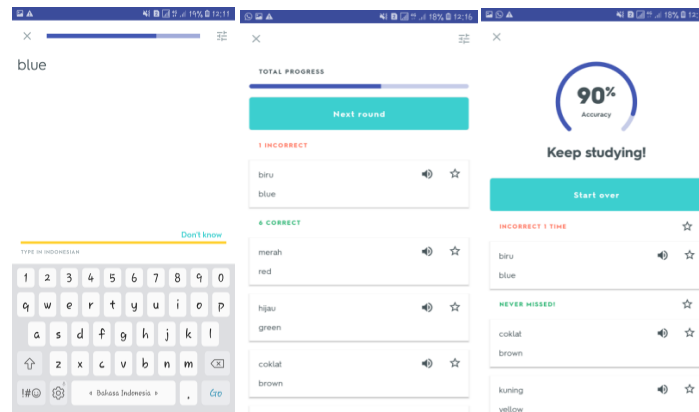 19% 12:11
blue
Don't know
TYPE IN INDONESIAN
1 2 3 4 5 6 7 8 9 0
q w e r t y u i o p
a s d f g h j k l
z x c v b n m
!#☺ Bahasa Indonesia , Go
18% 12:16
TOTAL PROGRESS
Next round
1 INCORRECT
biru
blue
6 CORRECT
merah
red
hijau
green
coklat
brown
18% 12:
90%
Accuracy
Keep studying!
Start over
INCORRECT 1 TIME
biru
blue
NEVER MISSED!
coklat
brown
kuning
yellow